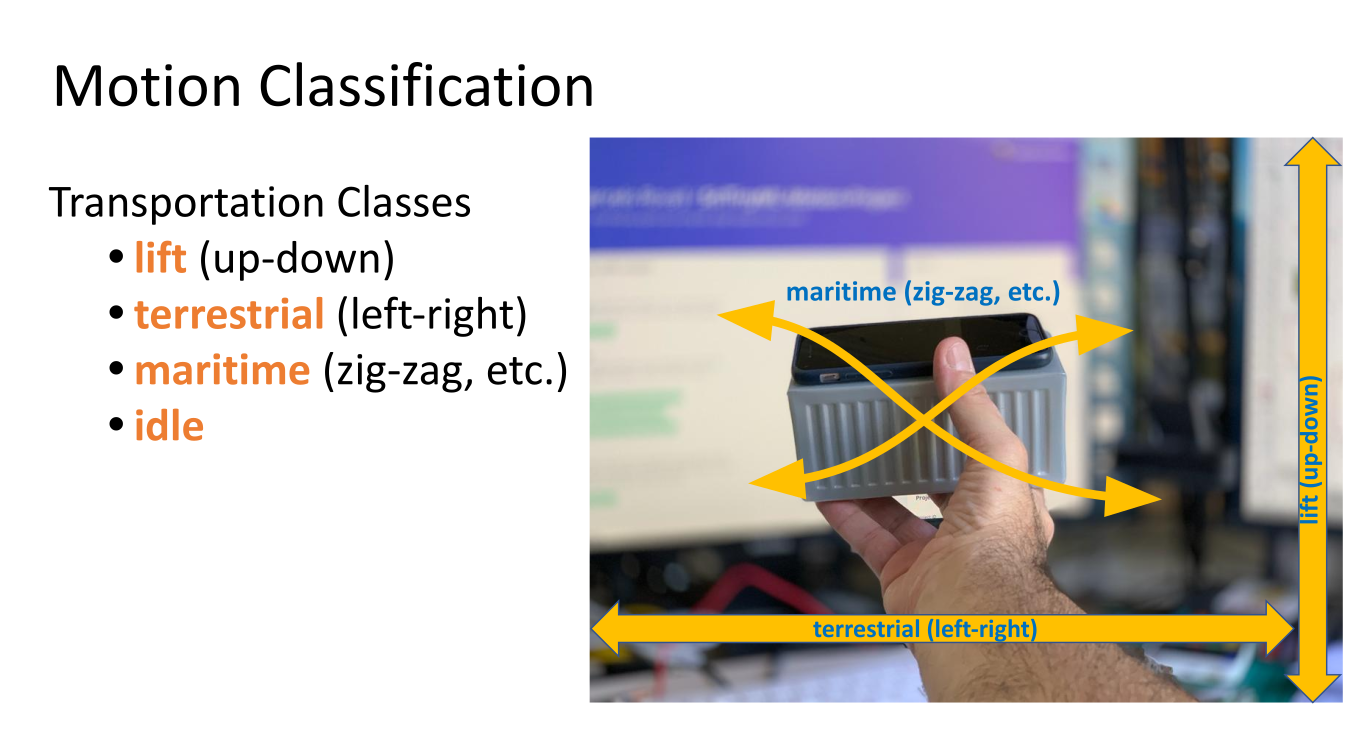 Motion Classification
Transportation Classes
• lift (up-down)
• terrestrial (left-right)
• maritime (zig-zag, etc.)
• idle
maritime (zig-zag, etc.)
lift (up-down)
terrestrial (left-right)